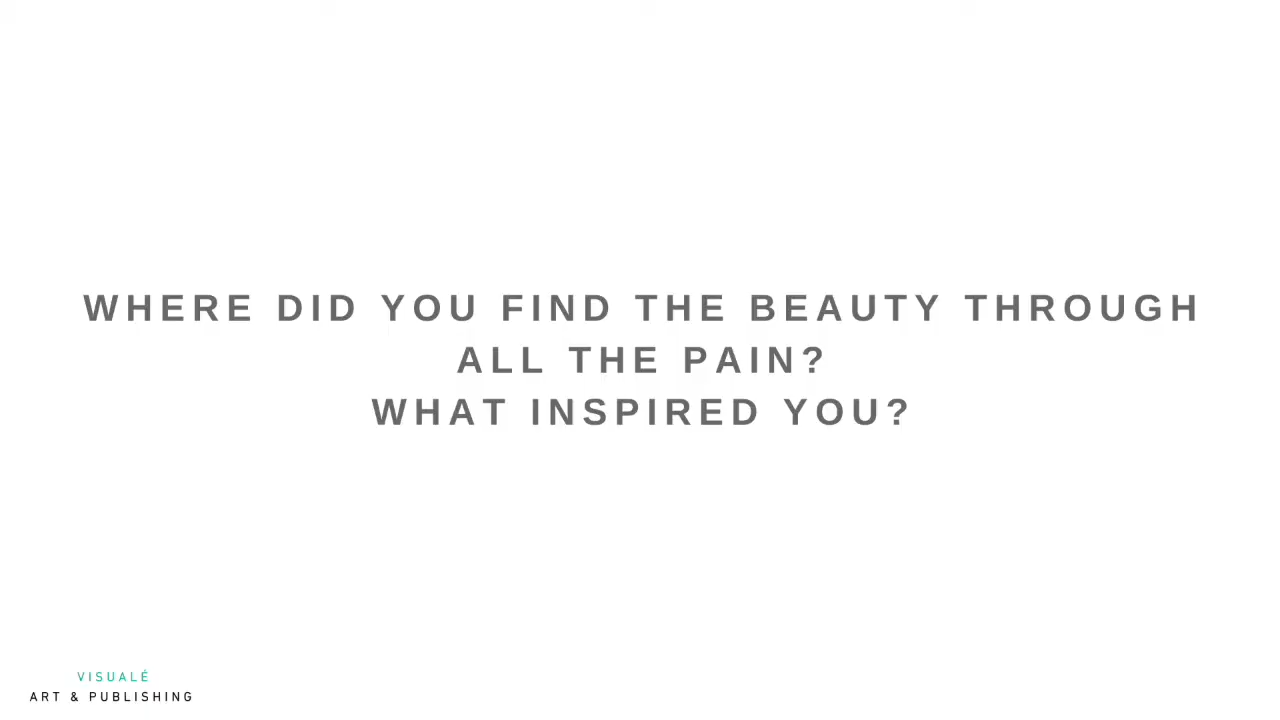 WHERE DID YOU FIND THE BEAUTY THROUGH
ALL THE PAIN?
WHAT INSPIRED YOU?
VISUALÉ
ART & PUBLISHING